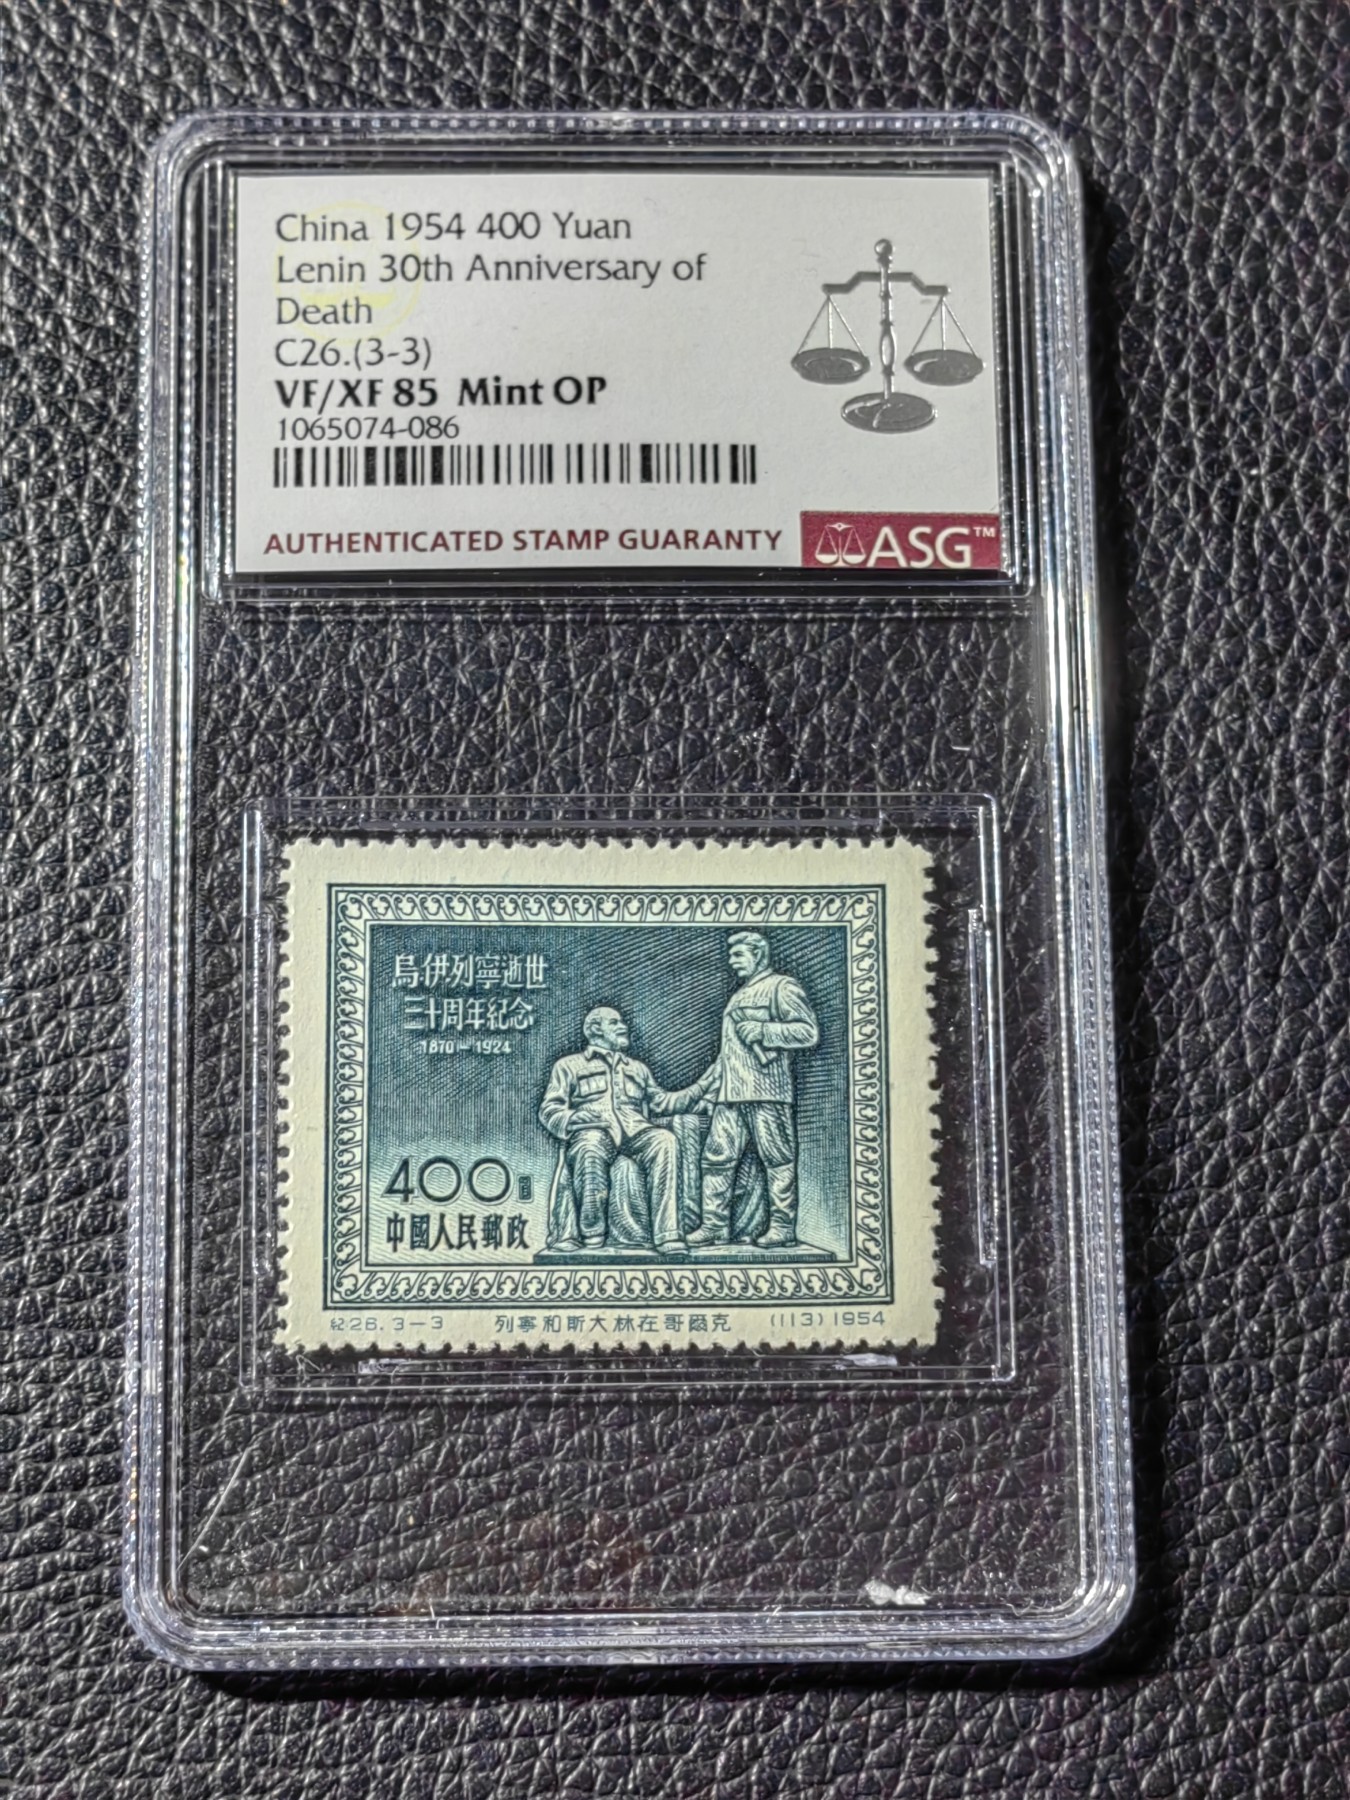 China 1954 400 Yuan
Lenin 30th Anniversary of
Death
C26.(3-3)
VF/XF 85 Mint OP
1065074-086
AUTHENTICATED STAMP GUARANTY
ASG™
烏·伊·列寧逝世
三十周年紀念
1870-1924
400圓
中國人民郵政
紀26.3-3 列寧和斯大林在哥爾克 (113)1954